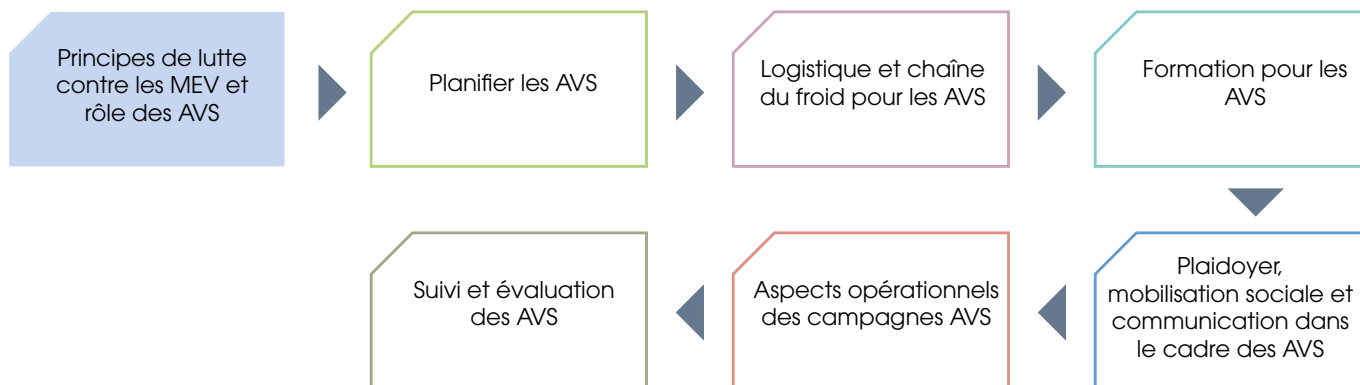 Principes de lutte
contre les MEV et
rôle des AVS
Planifier les AVS
Logistique et chaîne
du froid pour les AVS
Formation pour les
AVS
Plaidoyer,
mobilisation sociale et
communication dans
le cadre des AVS
Aspects opérationnels
des campagnes AVS
Suivi et évaluation
des AVS